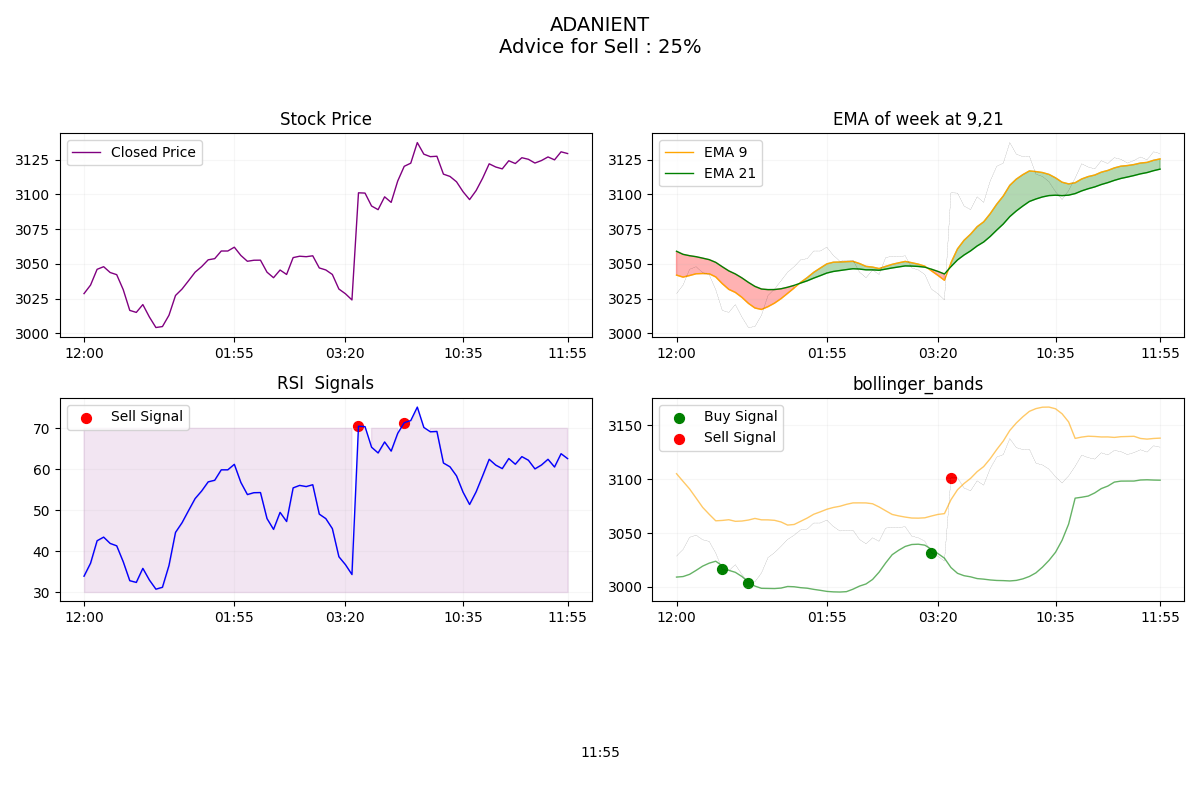 ADANIENT
Advice for Sell : 25%
Stock Price
Closed Price
3125
3100
3075
3050
3025
3000
12:00 01:55 03:20 10:35 11:55
EMA of week at 9,21
EMA 9
EMA 21
3125
3100
3075
3050
3025
3000
12:00 01:55 03:20 10:35 11:55
RSI  Signals
Sell Signal
70
60
50
40
30
12:00 01:55 03:20 10:35 11:55
bollinger_bands
Buy Signal
Sell Signal
3150
3100
3050
3000
12:00 01:55 03:20 10:35 11:55
11:55